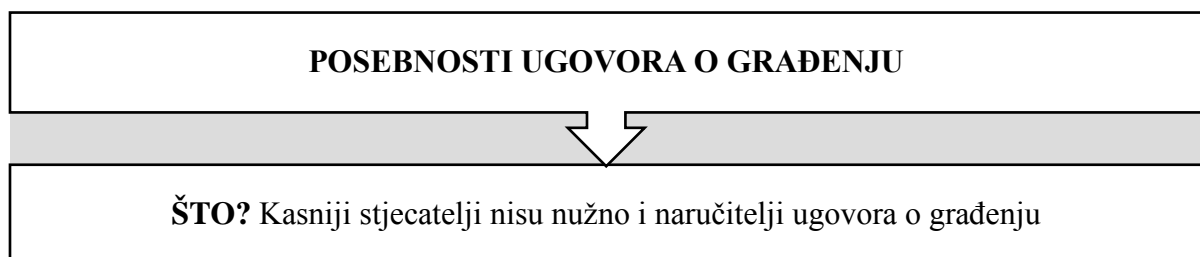 POSEBNOSTI UGOVORA O GRAĐENJU
ŠTO? Kasniji stjecatelji nisu nužno i naručitelji ugovora o građenju